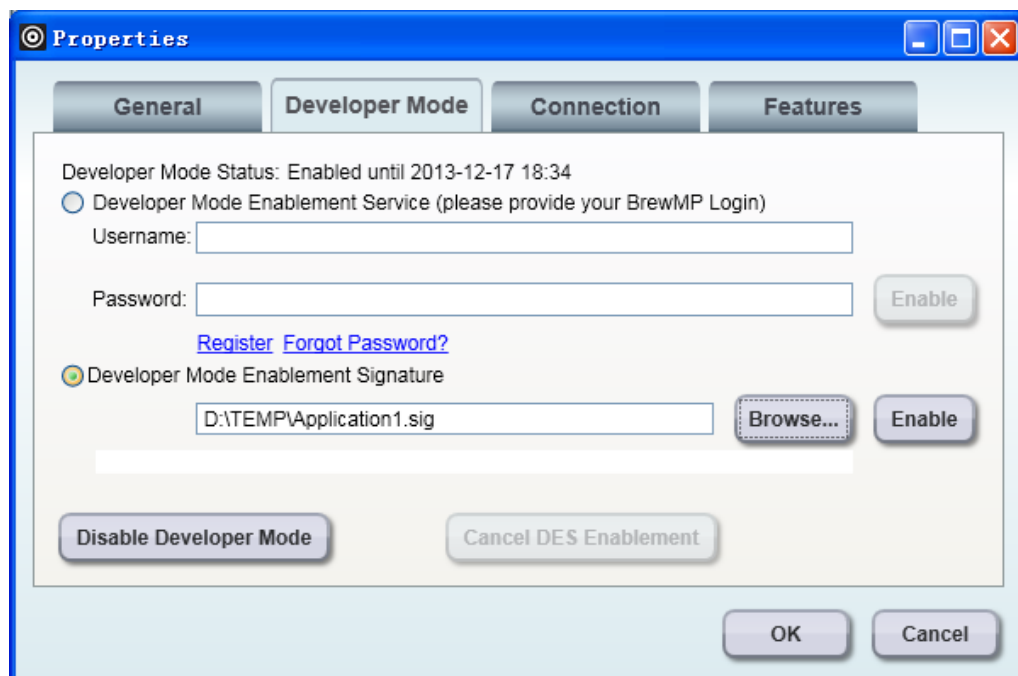 Properties
General Developer Mode Connection Features
Developer Mode Status: Enabled until 2013-12-17 18:34
Developer Mode Enablement Service (please provide your BrewMP Login)
Username:
Password: Enable
Register Forgot Password?
Developer Mode Enablement Signature
D:\TEMP\Application1.sig Browse... Enable
Disable Developer Mode Cancel DES Enablement
OK Cancel